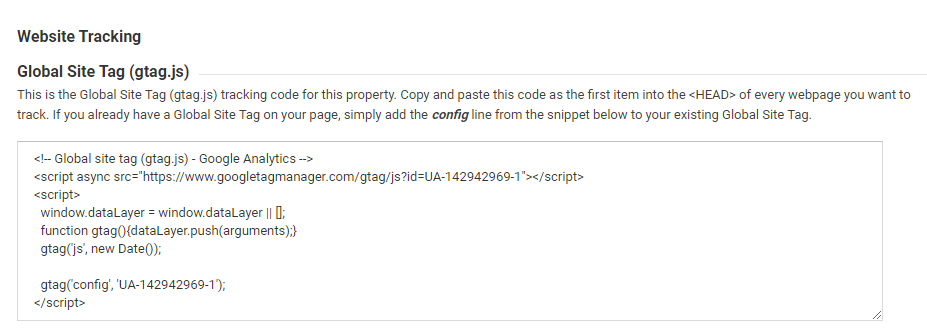 Website Tracking
Global Site Tag (gtag.js)
This is the Global Site Tag (gtag.js) tracking code for this property. Copy and paste this code as the first item into the <HEAD> of every webpage you want to
track. If you already have a Global Site Tag on your page, simply add the config line from the snippet below to your existing Global Site Tag.
<!-- Global site tag (gtag.js) - Google Analytics -->
<script async src="https://www.googletagmanager.com/gtag/js?id=UA-142942969-1"></script>
<script>
window.dataLayer = window.dataLayer || [];
function gtag(){dataLayer.push(arguments);}
gtag('js', new Date());
gtag('config', 'UA-142942969-1');
</script>